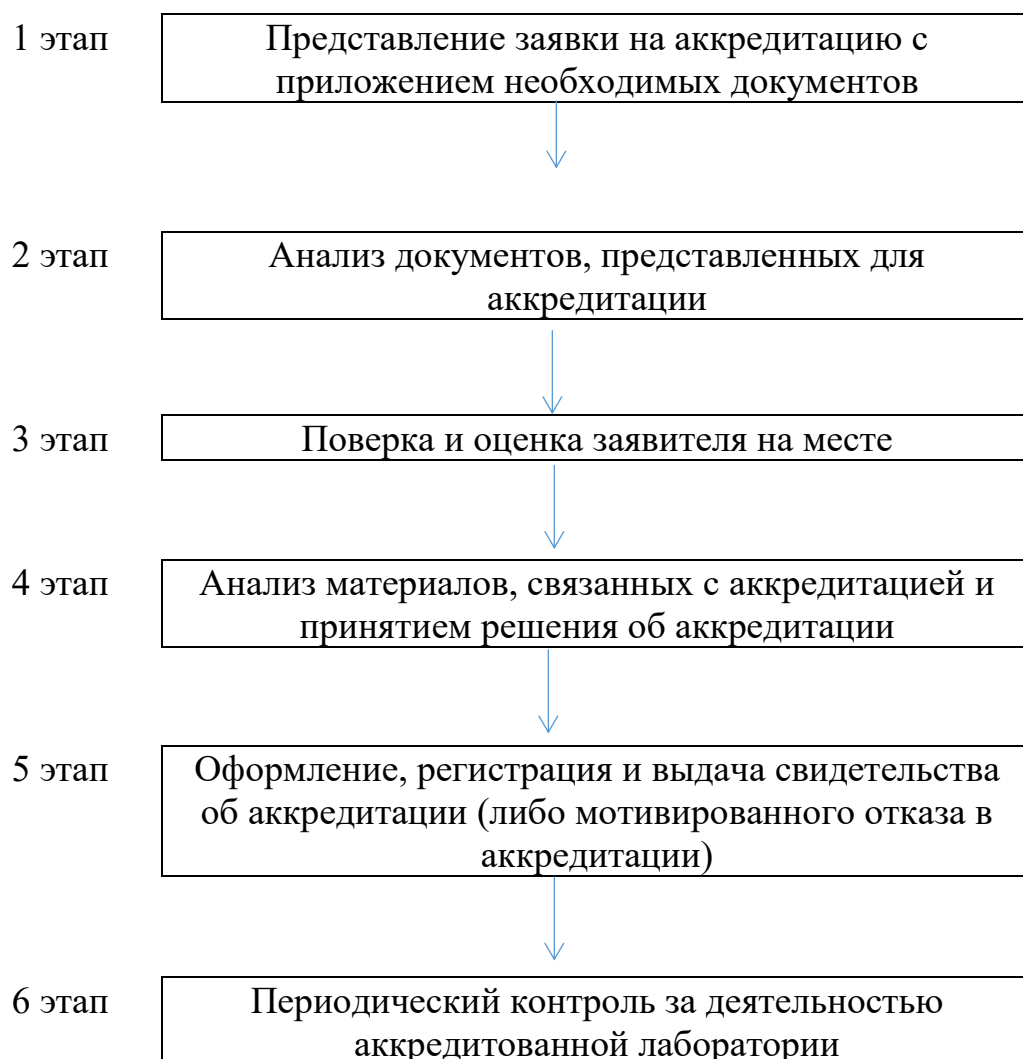 1 этап
Представление заявки на аккредитацию с
приложением необходимых документов
2 этап
Анализ документов, представленных для
аккредитации
3 этап
Поверка и оценка заявителя на месте
4 этап
Анализ материалов, связанных с аккредитацией и
принятием решения об аккредитации
5 этап
Оформление, регистрация и выдача свидетельства
об аккредитации (либо мотивированного отказа в
аккредитации)
6 этап
Периодический контроль за деятельностью
аккредитованной лаборатории